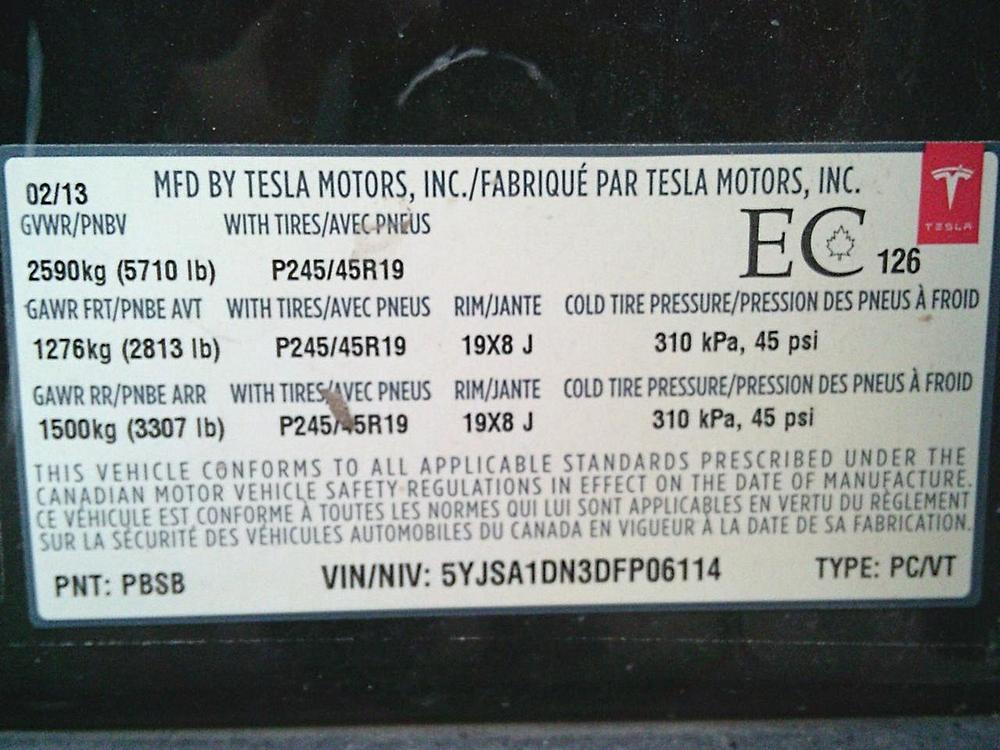 02/13 MFD BY TESLA MOTORS, INC./FABRIQUÉ PAR TESLA MOTORS, INC.
TESLA
GVWR/PNBV WITH TIRES/AVEC PNEUS
EC 126
2590kg (5710 lb) P245/45R19
GAWR FRT/PNBE AVT WITH TIRES/AVEC PNEUS RIM/JANTE COLD TIRE PRESSURE/PRESSION DES PNEUS À FROID
1276kg (2813 lb) P245/45R19 19X8 J 310 kPa, 45 psi
GAWR RR/PNBE ARR WITH TIRES/AVEC PNEUS RIM/JANTE COLD TIRE PRESSURE/PRESSION DES PNEUS À FROID
1500kg (3307 lb) P245/45R19 19X8 J 310 kPa, 45 psi
THIS VEHICLE CONFORMS TO ALL APPLICABLE STANDARDS PRESCRIBED UNDER THE
CANADIAN MOTOR VEHICLE SAFETY REGULATIONS IN EFFECT ON THE DATE OF MANUFACTURE.
CE VÉHICULE EST CONFORME À TOUTES LES NORMES QUI LUI SONT APPLICABLES EN VERTU DU RÈGLEMENT
SUR LA SÉCURITÉ DES VÉHICULES AUTOMOBILES DU CANADA EN VIGUEUR À LA DATE DE SA FABRICATION.
PNT: PBSB VIN/NIV: 5YJSA1DN3DFP06114 TYPE: PC/VT